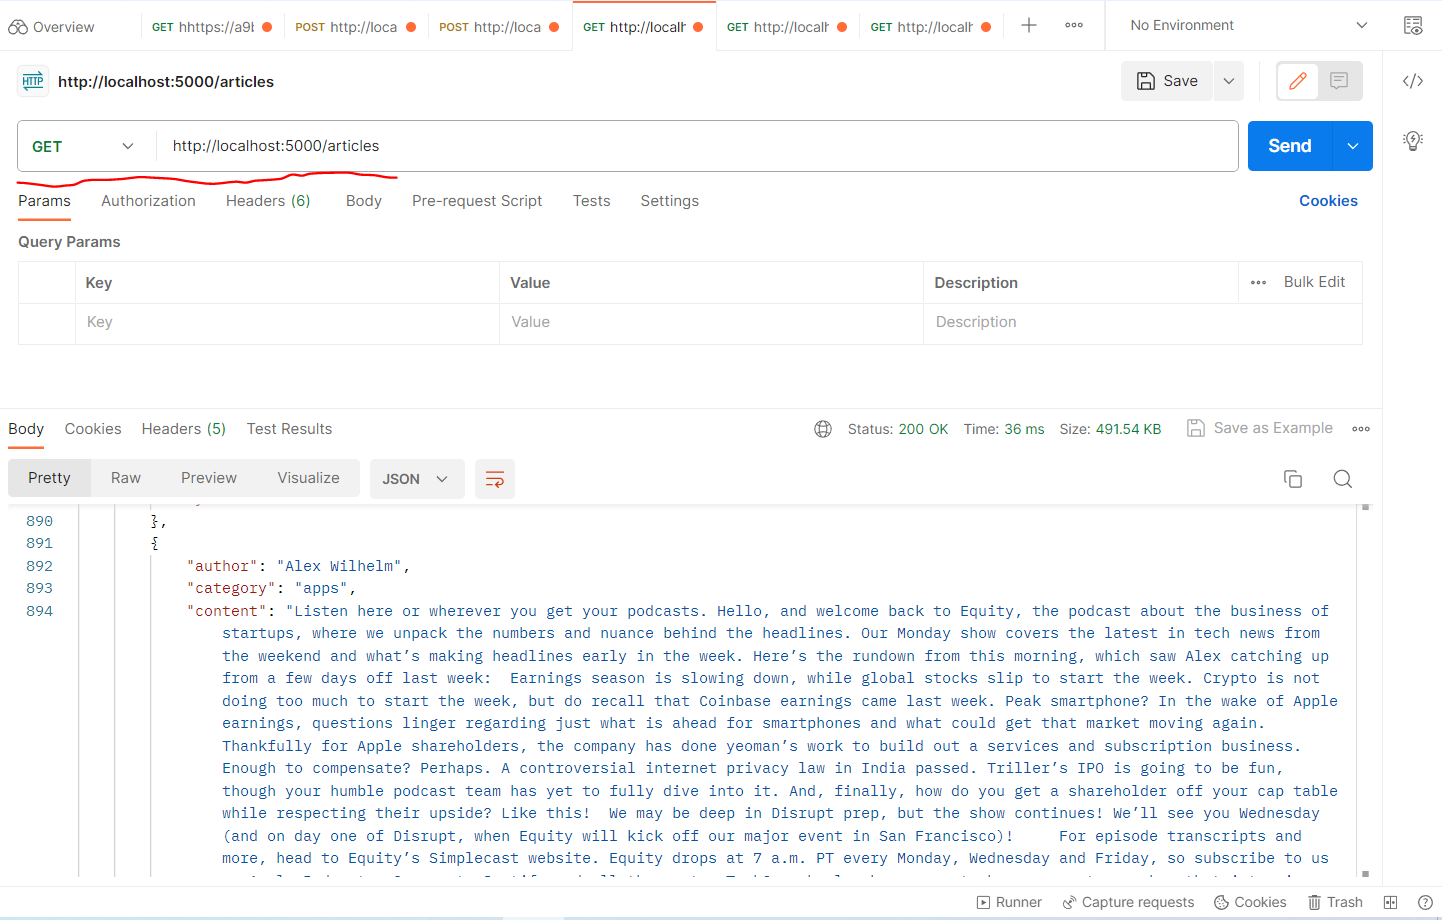 Overview
GET hhttps://a9b
POST http://loca
POST http://loca
GET http://localh
GET http://localh
GET http://localh
No Environment
HTTP http://localhost:5000/articles
Save
GET http://localhost:5000/articles
Send
Params Authorization Headers (6) Body Pre-request Script Tests Settings Cookies
Query Params
Key Value Description Bulk Edit
Key Value Description
Body Cookies Headers (5) Test Results Status: 200 OK Time: 36 ms Size: 491.54 KB Save as Example
Pretty Raw Preview Visualize JSON
890 },
891 {
892 "author": "Alex Wilhelm",
893 "category": "apps",
894 "content": "Listen here or wherever you get your podcasts. Hello, and welcome back to Equity, the podcast about the business of
startups, where we unpack the numbers and nuance behind the headlines. Our Monday show covers the latest in tech news from
the weekend and what’s making headlines early in the week. Here’s the rundown from this morning, which saw Alex catching up
from a few days off last week:  Earnings season is slowing down, while global stocks slip to start the week. Crypto is not
doing too much to start the week, but do recall that Coinbase earnings came last week. Peak smartphone? In the wake of Apple
earnings, questions linger regarding just what is ahead for smartphones and what could get that market moving again.
Thankfully for Apple shareholders, the company has done yeoman’s work to build out a services and subscription business.
Enough to compensate? Perhaps. A controversial internet privacy law in India passed. Triller’s IPO is going to be fun,
though your humble podcast team has yet to fully dive into it. And, finally, how do you get a shareholder off your cap table
while respecting their upside? Like this!  We may be deep in Disrupt prep, but the show continues! We’ll see you Wednesday
(and on day one of Disrupt, when Equity will kick off our major event in San Francisco)!     For episode transcripts and
more, head to Equity’s Simplecast website. Equity drops at 7 a.m. PT every Monday, Wednesday and Friday, so subscribe to us
Runner Capture requests Cookies Trash